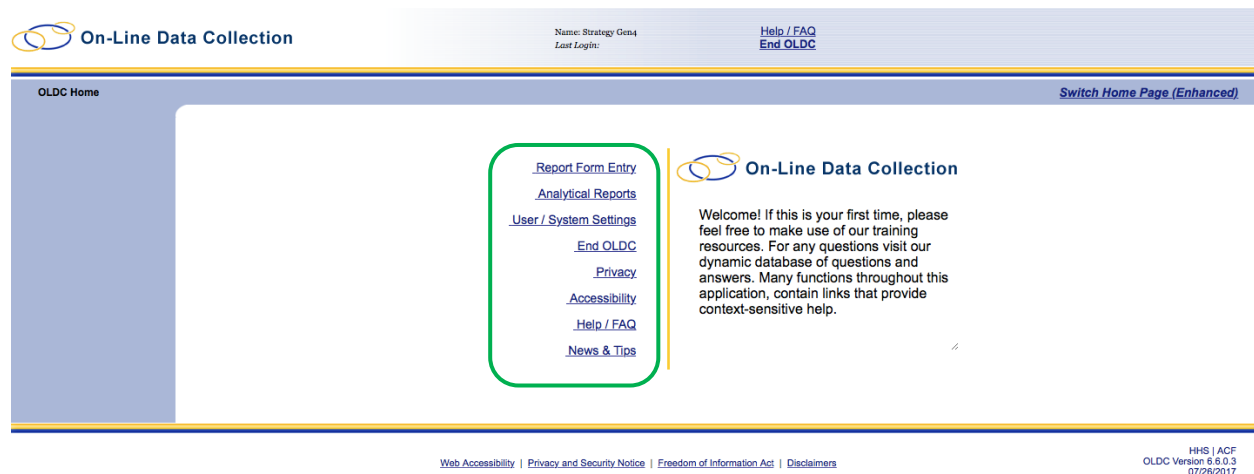 On-Line Data Collection
Name: Strategy Gen4
Last Login:
Help / FAQ
End OLDC
OLDC Home
Switch Home Page (Enhanced)
Report Form Entry
Analytical Reports
User / System Settings
End OLDC
Privacy
Accessibility
Help / FAQ
News & Tips
On-Line Data Collection
Welcome! If this is your first time, please
feel free to make use of our training
resources. For any questions visit our
dynamic database of questions and
answers. Many functions throughout this
application, contain links that provide
context-sensitive help.
Web Accessibility | Privacy and Security Notice | Freedom of Information Act | Disclaimers
HHS | ACF
OLDC Version 6.6.0.3
07/26/2017